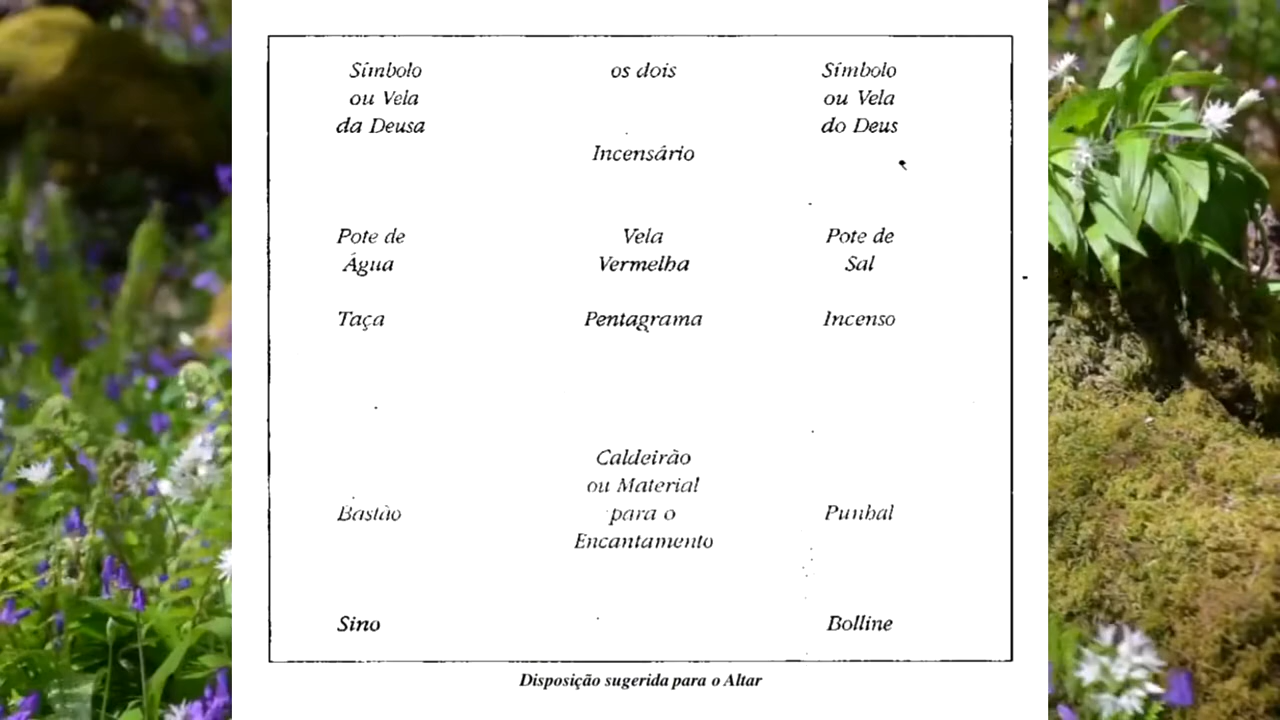 Símbolo os dois Símbolo
ou Vela ou Vela
da Deusa do Deus
Incensário
Pote de Vela Pote de
Água Vermelha Sal
Taça Pentagrama Incenso
Caldeirão
ou Material
Bastão para o Punhal
Encantamento
Sino Bolline
Disposição sugerida para o Altar